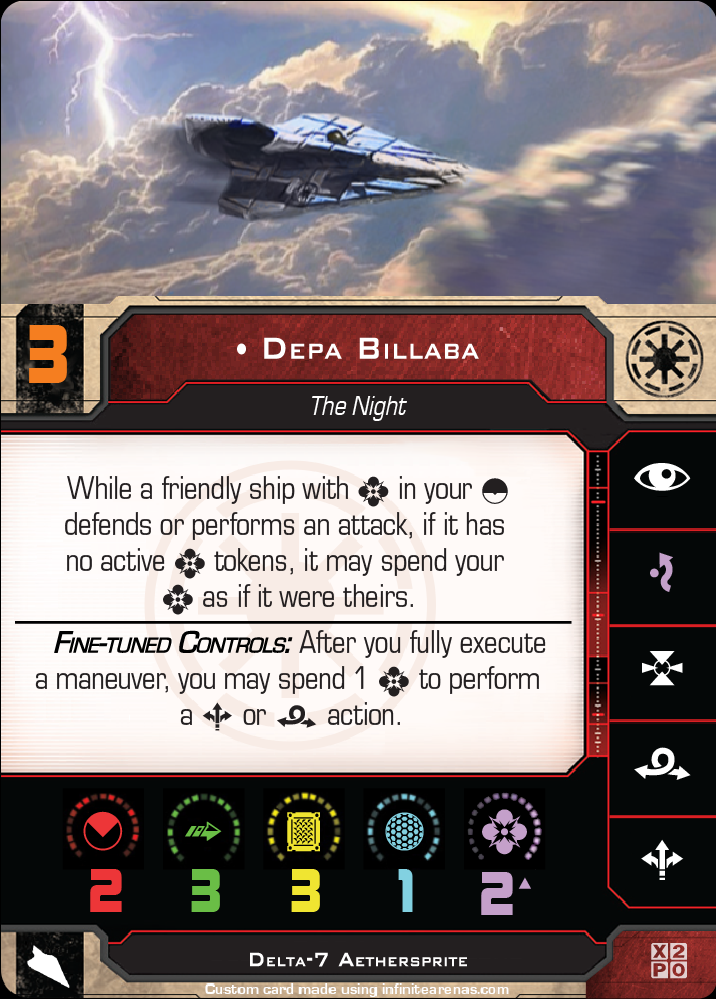 3
• Depa Billaba
The Night
While a friendly ship with in your
defends or performs an attack, if it has
no active tokens, it may spend your
as if it were theirs.
Fine-tuned Controls: After you fully execute
a maneuver, you may spend 1 to perform
a or action.
2 3 3 1 2
Delta-7 Aethersprite
X2
PO
Custom card made using infinitearenas.com